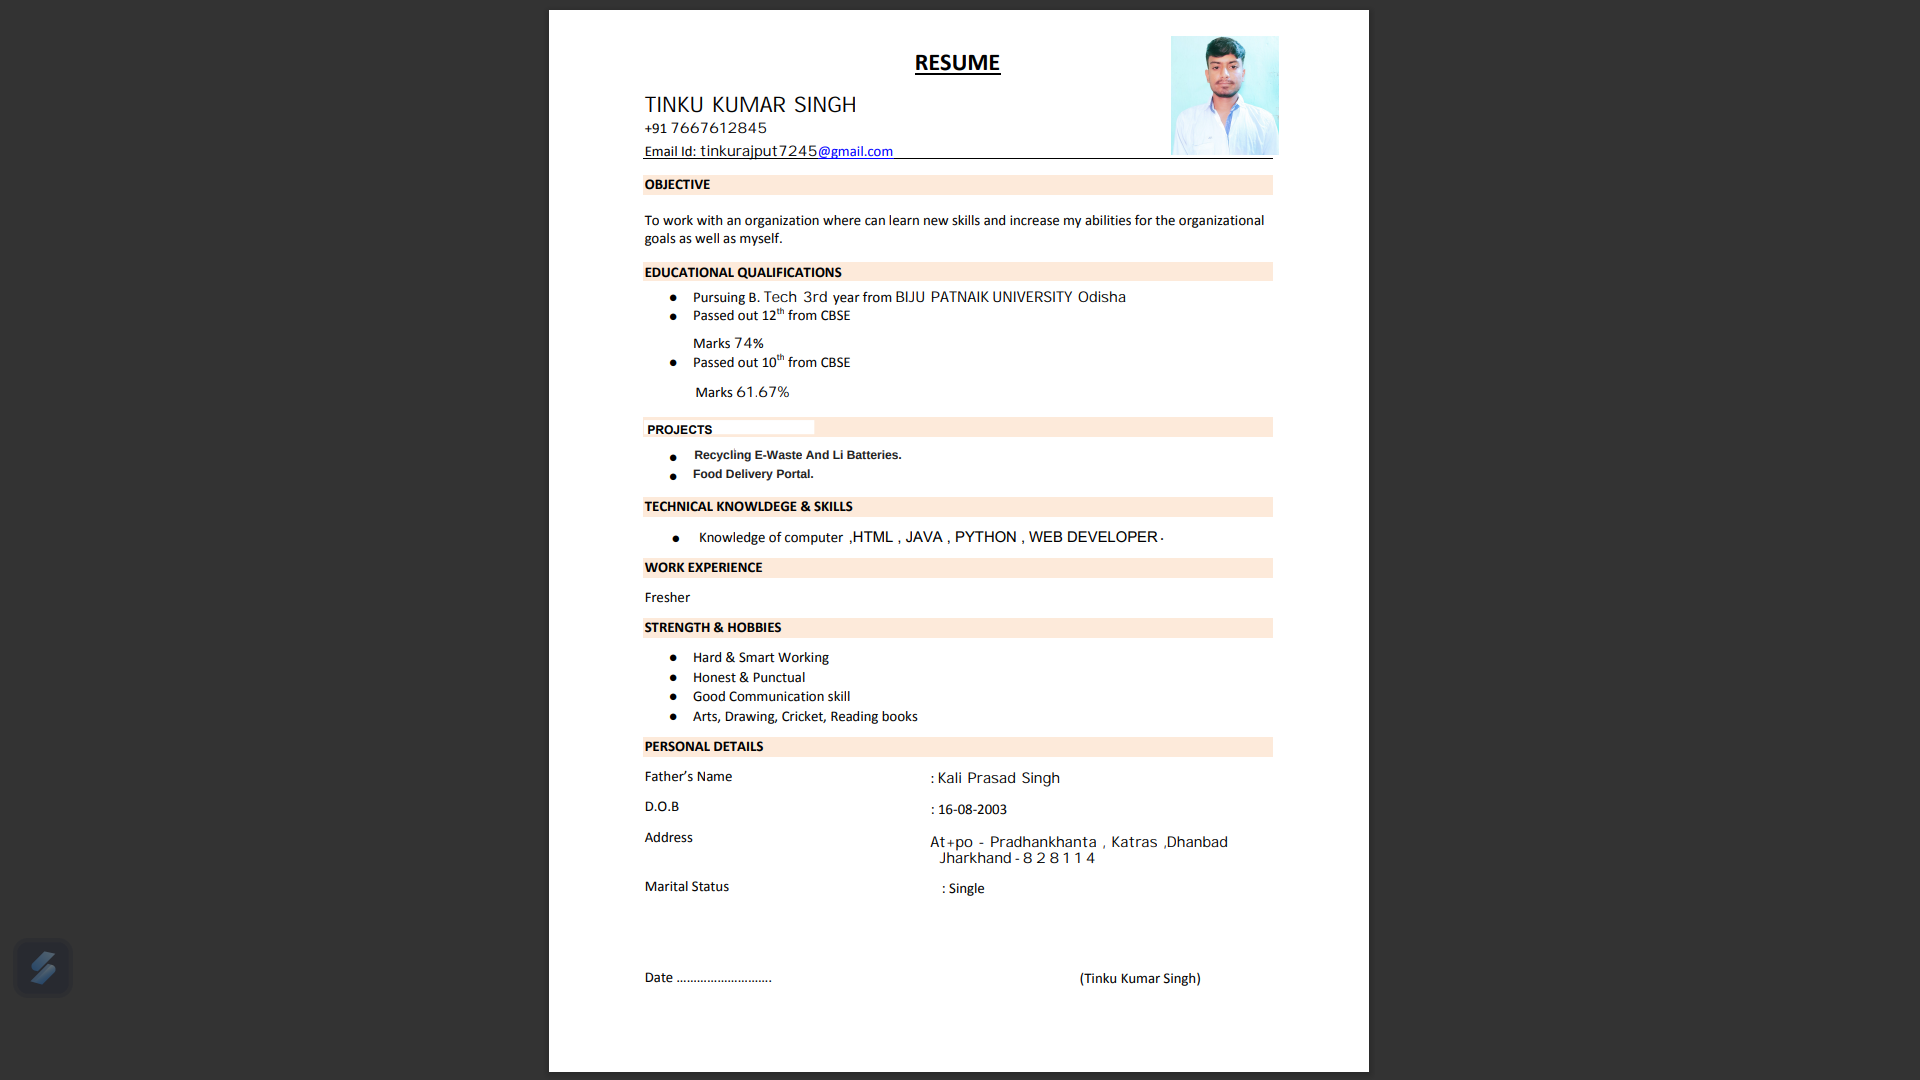 RESUME
TINKU KUMAR SINGH
+91 7667612845
Email Id: tinkurajput7245@gmail.com
OBJECTIVE
To work with an organization where can learn new skills and increase my abilities for the organizational
goals as well as myself.
EDUCATIONAL QUALIFICATIONS
● Pursuing B. Tech 3rd year from BIJU PATNAIK UNIVERSITY Odisha
● Passed out 12th from CBSE
Marks 74%
● Passed out 10th from CBSE
Marks 61.67%
PROJECTS
● Recycling E-Waste And Li Batteries.
● Food Delivery Portal.
TECHNICAL KNOWLDEGE & SKILLS
● Knowledge of computer ,HTML , JAVA , PYTHON , WEB DEVELOPER .
WORK EXPERIENCE
Fresher
STRENGTH & HOBBIES
● Hard & Smart Working
● Honest & Punctual
● Good Communication skill
● Arts, Drawing, Cricket, Reading books
PERSONAL DETAILS
Father’s Name : Kali Prasad Singh
D.O.B : 16-08-2003
Address At+po - Pradhankhanta , Katras ,Dhanbad
Jharkhand - 8 2 8 1 1 4
Marital Status : Single
Date ............................ (Tinku Kumar Singh)